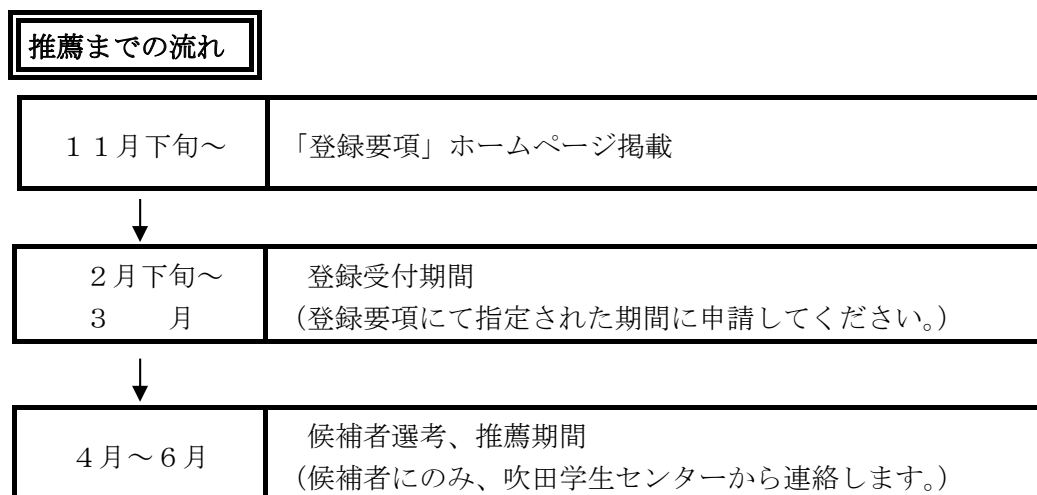 推薦までの流れ
１１月下旬～
「登録要項」ホームページ掲載
２月下旬～
３　　月
登録受付期間
（登録要項にて指定された期間に申請してください。）
４月～６月
候補者選考、推薦期間
（候補者にのみ、吹田学生センターから連絡します。）